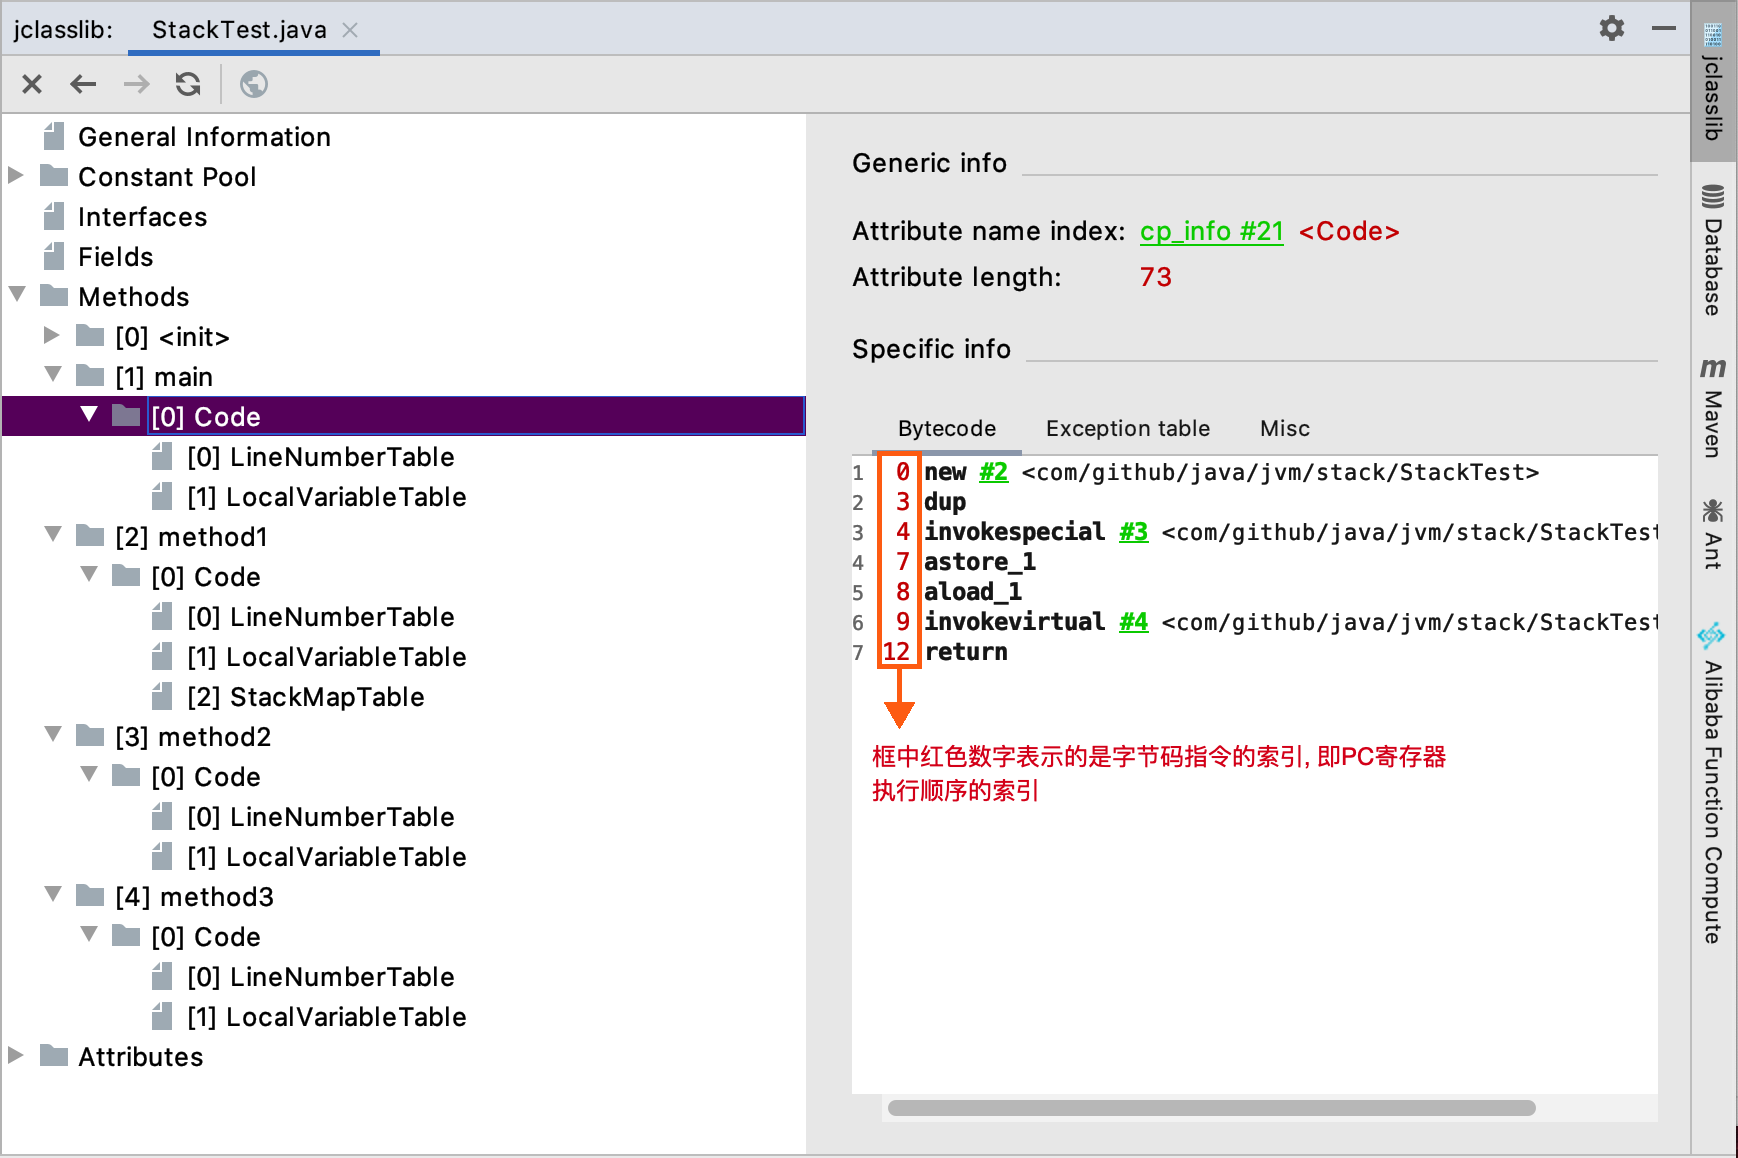 jclasslib:
StackTest.java
General Information
Constant Pool
Interfaces
Fields
Methods
[0] <init>
[1] main
[0] Code
[0] LineNumberTable
[1] LocalVariableTable
[2] method1
[0] Code
[0] LineNumberTable
[1] LocalVariableTable
[2] StackMapTable
[3] method2
[0] Code
[0] LineNumberTable
[1] LocalVariableTable
[4] method3
[0] Code
[0] LineNumberTable
[1] LocalVariableTable
Attributes
Generic info
Attribute name index: cp_info #21 <Code>
Attribute length: 73
Specific info
Bytecode Exception table Misc
1 0 new #2 <com/github/java/jvm/stack/StackTest>
2 3 dup
3 4 invokespecial #3 <com/github/java/jvm/stack/StackTest
4 7 astore_1
5 8 aload_1
6 9 invokevirtual #4 <com/github/java/jvm/stack/StackTest
7 12 return
框中红色数字表示的是字节码指令的索引, 即PC寄存器
执行顺序的索引
jclasslib
Database
Maven
Ant
Alibaba Function Compute